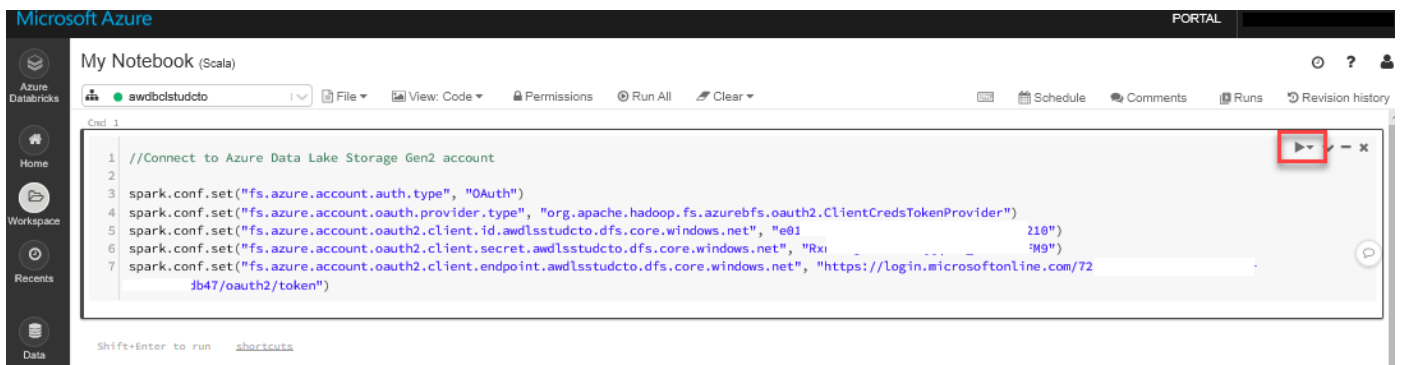 Microsoft Azure
PORTAL
My Notebook (Scala)
?
Azure Databricks
awdbclstudcto
File
View: Code
Permissions
Run All
Clear
Schedule
Comments
Runs
Revision history
Cmd 1
Home
Workspace
Recents
Data
1 //Connect to Azure Data Lake Storage Gen2 account
2
3 spark.conf.set("fs.azure.account.auth.type", "OAuth")
4 spark.conf.set("fs.azure.account.oauth.provider.type", "org.apache.hadoop.fs.azurebfs.oauth2.ClientCredsTokenProvider")
5 spark.conf.set("fs.azure.account.oauth2.client.id.awdlsstudcto.dfs.core.windows.net", "e01 210")
6 spark.conf.set("fs.azure.account.oauth2.client.secret.awdlsstudcto.dfs.core.windows.net", "Rx M9")
7 spark.conf.set("fs.azure.account.oauth2.client.endpoint.awdlsstudcto.dfs.core.windows.net", "https://login.microsoftonline.com/72
db47/oauth2/token")
Shift+Enter to run shortcuts